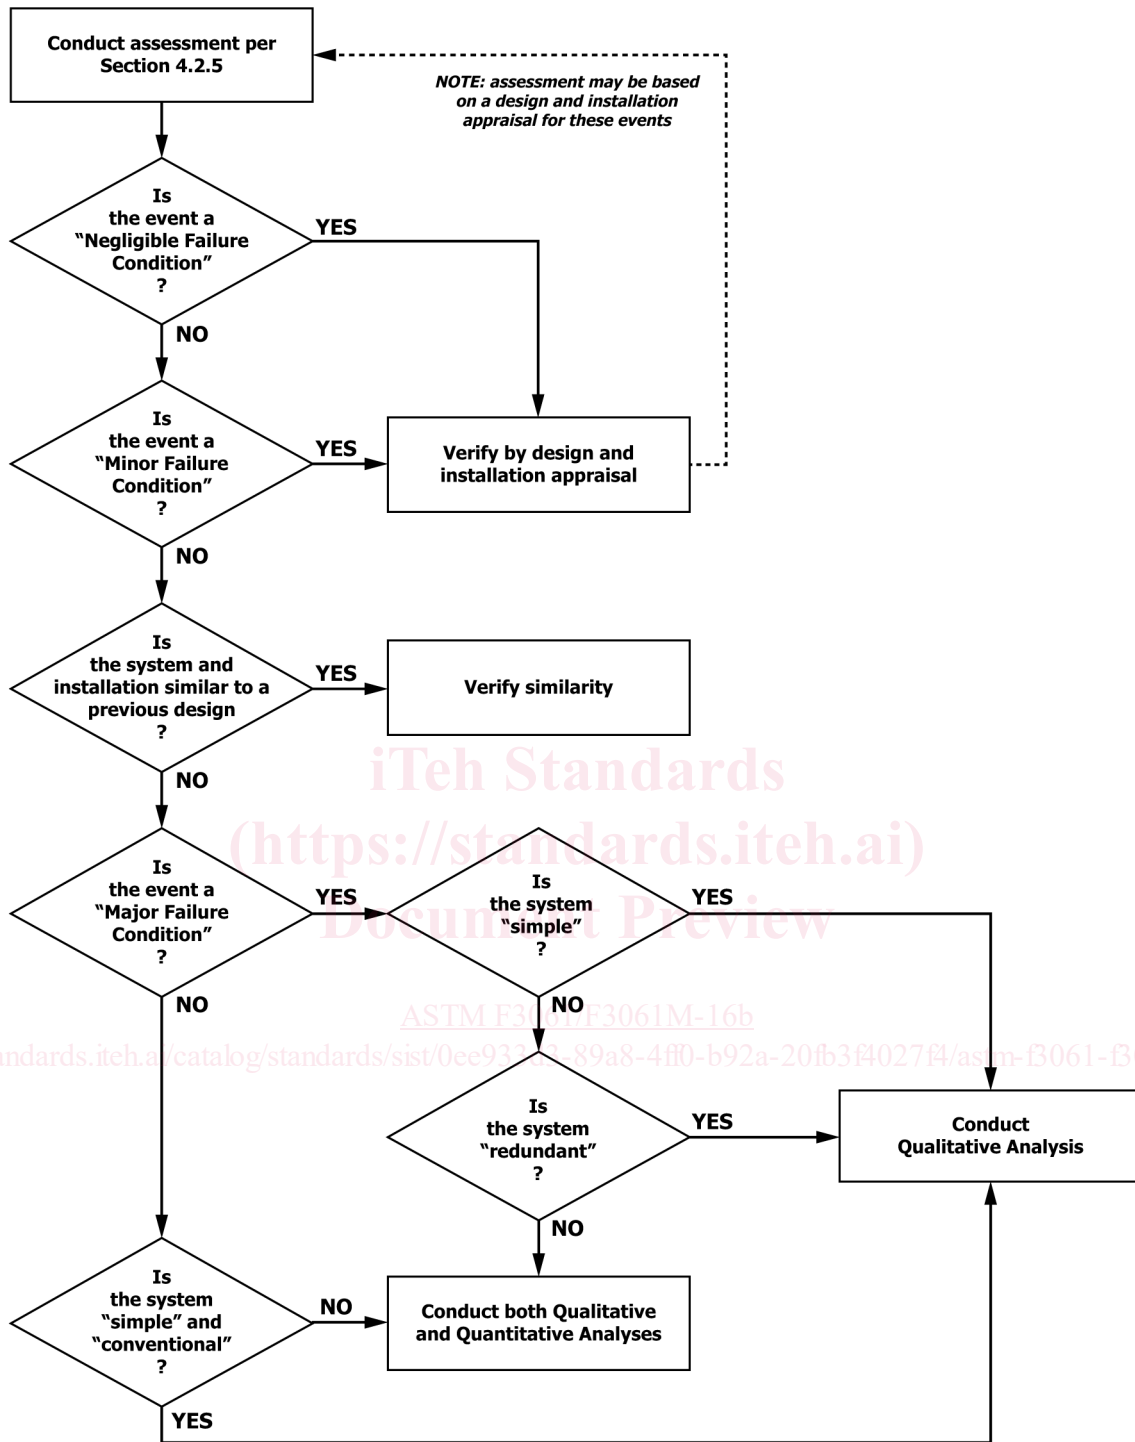 Conduct assessment per
Section 4.2.5
NOTE: assessment may be based
on a design and installation
appraisal for these events
Is
the event a
“Negligible Failure
Condition”
?
YES
NO
Is
the event a
“Minor Failure
Condition”
?
YES
Verify by design and
installation appraisal
NO
Is
the system and
installation similar to a
previous design
?
YES
Verify similarity
NO
iTeh Standards
(https://standards.iteh.ai)
Document Preview
Is
the event a
“Major Failure
Condition”
?
YES
Is
the system
“simple”
?
YES
NO
NO
ASTM F3061/F3061M-16b
Is
the system
“redundant”
?
YES
Conduct
Qualitative Analysis
NO
Is
the system
“simple” and
“conventional”
?
NO
Conduct both Qualitative
and Quantitative Analyses
YES